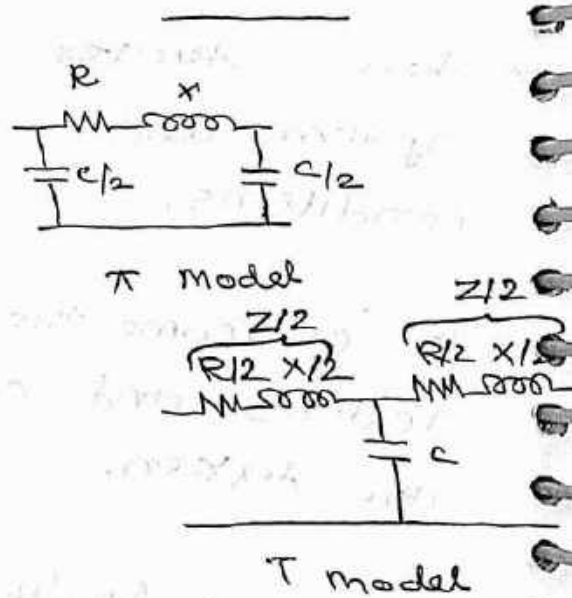 R X
C/2 C/2
π Model
Z/2 Z/2
R/2 X/2 R/2 X/2
C
T Model